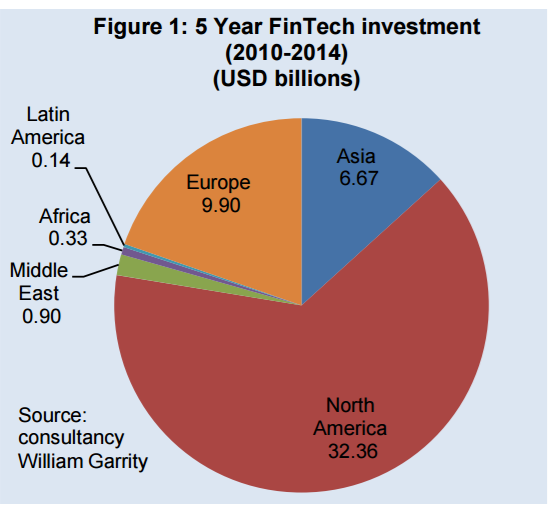 Figure 1: 5 Year FinTech investment
(2010-2014)
(USD billions)
Latin
America
0.14
Africa
0.33
Middle
East
0.90
Europe
9.90
Asia
6.67
North
America
32.36
Source:
consultancy
William Garrity